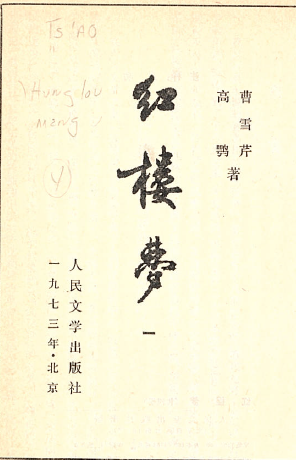 Ts'AO
Hung lou
meng
4
曹雪芹
高鹗 著
红楼梦
一
人民文学出版社
一九七三年·北京